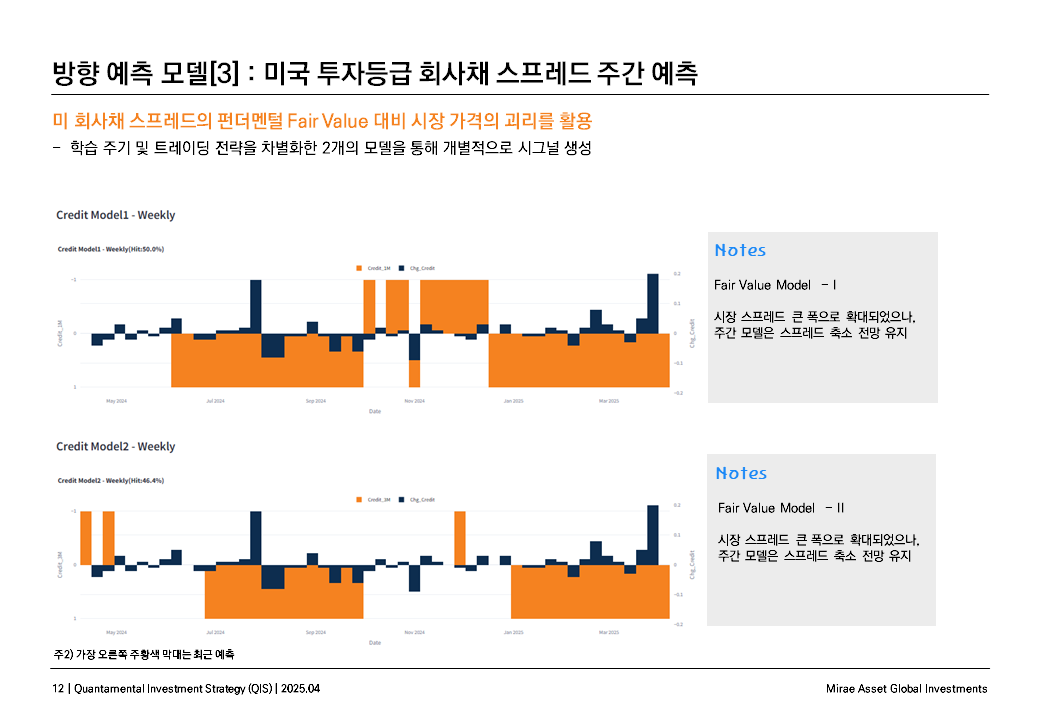 방향 예측 모델[3] : 미국 투자등급 회사채 스프레드 주간 예측
미 회사채 스프레드의 펀더멘털 Fair Value 대비 시장 가격의 괴리를 활용
– 학습 주기 및 트레이딩 전략을 차별화한 2개의 모델을 통해 개별적으로 시그널 생성
Credit Model1 - Weekly
Credit Model1 - Weekly(Hit:50.0%)
Credit_1M Chg_Credit
−1
0
1
Credit_1M
0.2
0.1
0
−0.1
−0.2
Chg_Credit
May 2024 Jul 2024 Sep 2024 Nov 2024 Jan 2025 Mar 2025
Date
Notes
Fair Value Model – I
시장 스프레드 큰 폭으로 확대되었으나,
주간 모델은 스프레드 축소 전망 유지
Credit Model2 - Weekly
Credit Model2 - Weekly(Hit:46.4%)
Credit_1M Chg_Credit
0
1
Credit_1M
0.2
0.1
0
−0.1
−0.2
Chg_Credit
May 2024 Jul 2024 Sep 2024 Nov 2024 Jan 2025 Mar 2025
Date
Notes
Fair Value Model – II
시장 스프레드 큰 폭으로 확대되었으나,
주간 모델은 스프레드 축소 전망 유지
주2) 가장 오른쪽 주황색 막대는 최근 예측
12 | Quantamental Investment Strategy (QIS) | 2025.04
Mirae Asset Global Investments